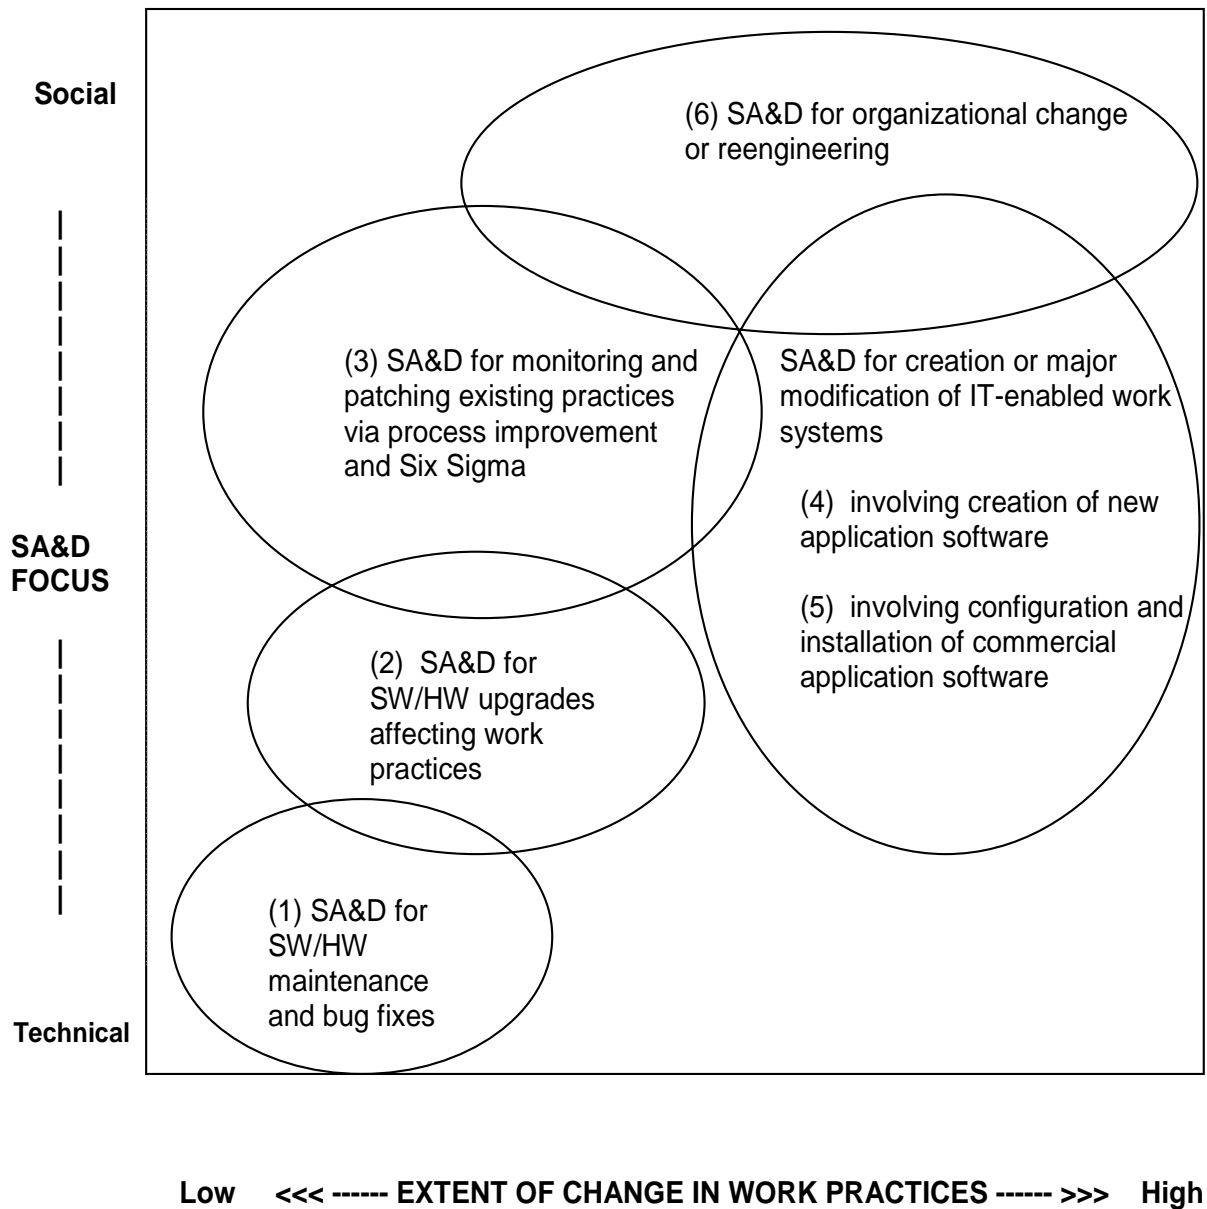 Social
(6) SA&D for organizational change
or reengineering
(3) SA&D for monitoring and
patching existing practices
via process improvement
and Six Sigma
SA&D for creation or major
modification of IT-enabled work
systems
(4) involving creation of new
application software
(5) involving configuration and
installation of commercial
application software
SA&D
FOCUS
(2) SA&D for
SW/HW upgrades
affecting work
practices
(1) SA&D for
SW/HW
maintenance
and bug fixes
Technical
Low <<< ------ EXTENT OF CHANGE IN WORK PRACTICES ------ >>> High